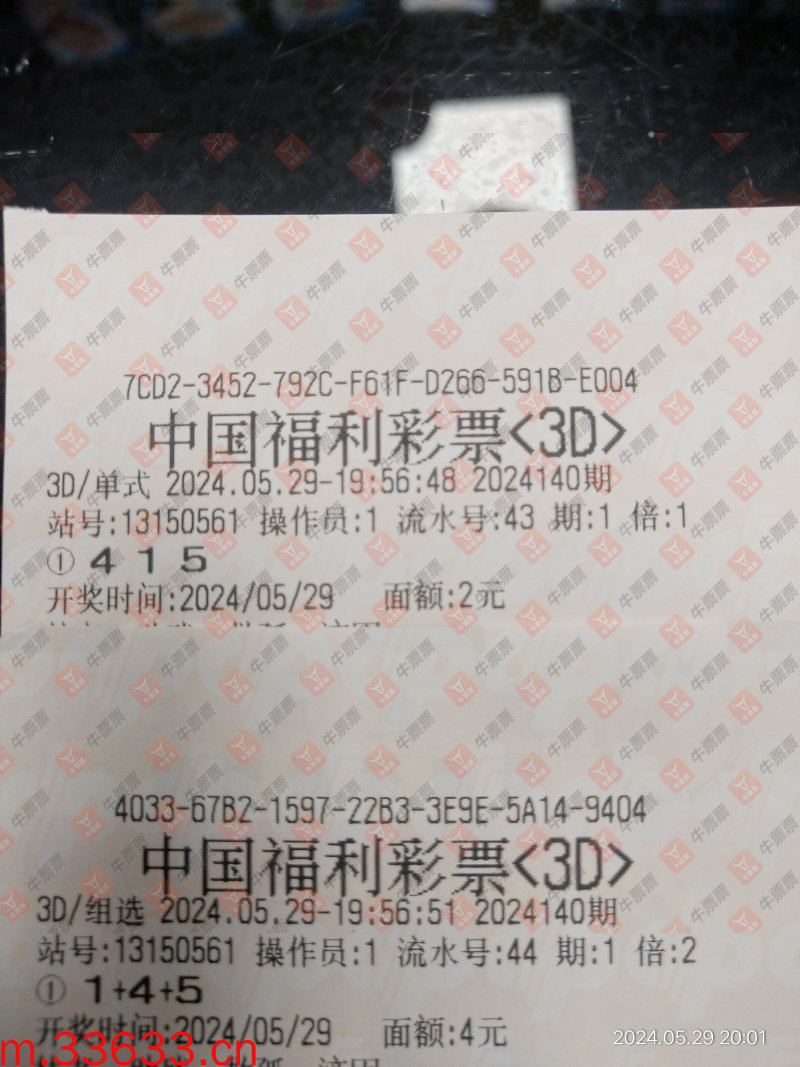 7CD2-3452-792C-F61F-D266-591B-E004
中国福利彩票<3D>
3D/单式 2024.05.29-19:56:48 2024140期
站号:13150561 操作员:1 流水号:43 期:1 倍:1
① 4 1 5
开奖时间:2024/05/29 面额:2元
4033-67B2-1597-22B3-3E9E-5A14-9404
中国福利彩票<3D>
3D/组选 2024.05.29-19:56:51 2024140期
站号:13150561 操作员:1 流水号:44 期:1 倍:2
① 1+4+5
开奖时间:2024/05/29 面额:4元
2024.05.29 20:01
m.33633.cn
牛票票